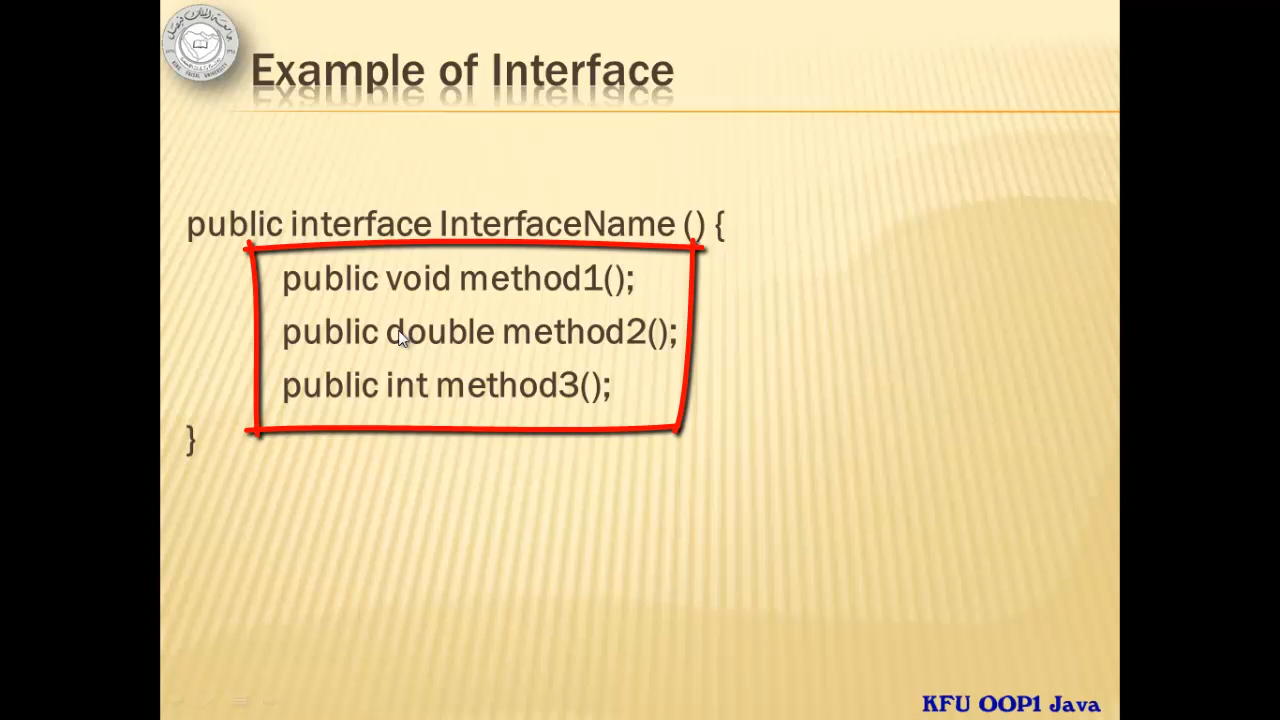 Example of Interface
public interface InterfaceName () {
public void method1();
public double method2();
public int method3();
}
KFU OOP1 Java